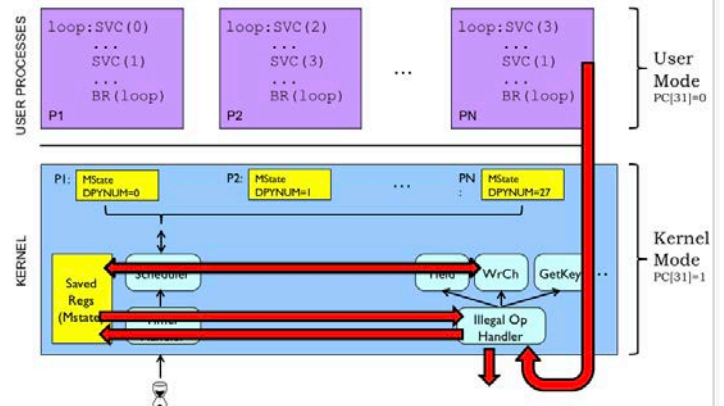 USER PROCESSES
loop:SVC(0)
...
SVC(1)
...
BR(loop)
P1
loop:SVC(2)
...
SVC(3)
...
BR(loop)
P2
...
loop:SVC(3)
...
SVC(1)
...
BR(loop)
PN
User
Mode
PC[31]=0
KERNEL
P1:
MState
DPYNUM=0
P2:
MState
DPYNUM=1
...
PN
:
MState
DPYNUM=27
Kernel
Mode
PC[31]=1
Saved
Regs
(Mstate
Scheduler
WrCh
GetKey
..
Illegal Op
Handler